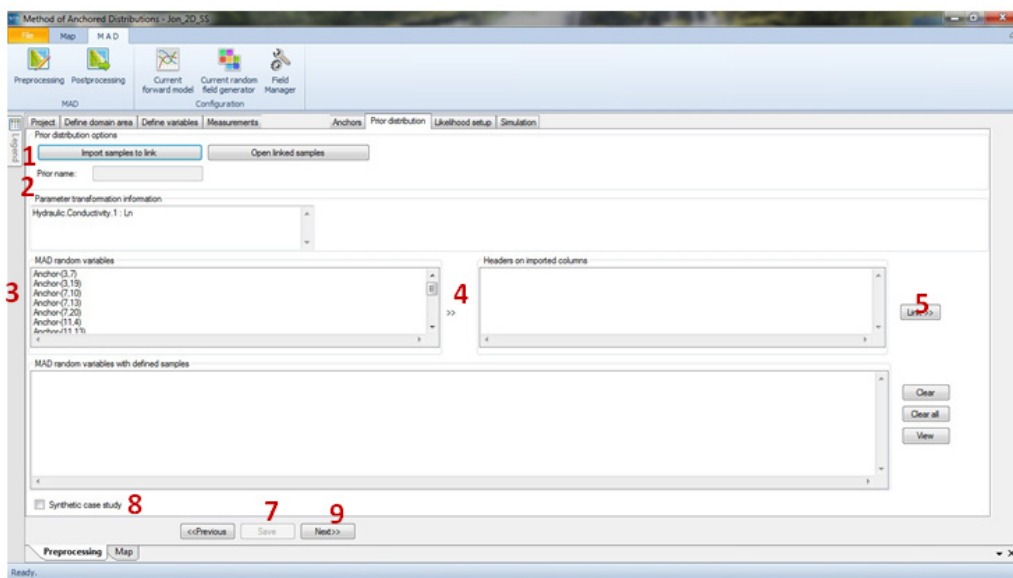 Method of Anchored Distributions - Jon_2D_SS
File Map MAD
Preprocessing Postprocessing Current forward model Current random field generator Field Manager
MAD Configuration
Legend
Project Define domain area Define variables Measurements Anchors Prior distribution Likelihood setup Simulation
Prior distribution options
1 Import samples to link Open linked samples
Prior name:
2
Parameter transformation information
Hydraulic.Conductivity.1 : Ln
MAD random variables Headers on imported columns
Anchor-(3,7)
Anchor-(3,19)
3 Anchor-(7,10) 4 5
Anchor-(7,13) >> Link >>
Anchor-(7,20)
Anchor-(11,4)
Anchor-(11,13)
MAD random variables with defined samples
Clear
Clear all
View
Synthetic case study 8 7 9
<<Previous Save Next>>
Preprocessing Map
Ready.